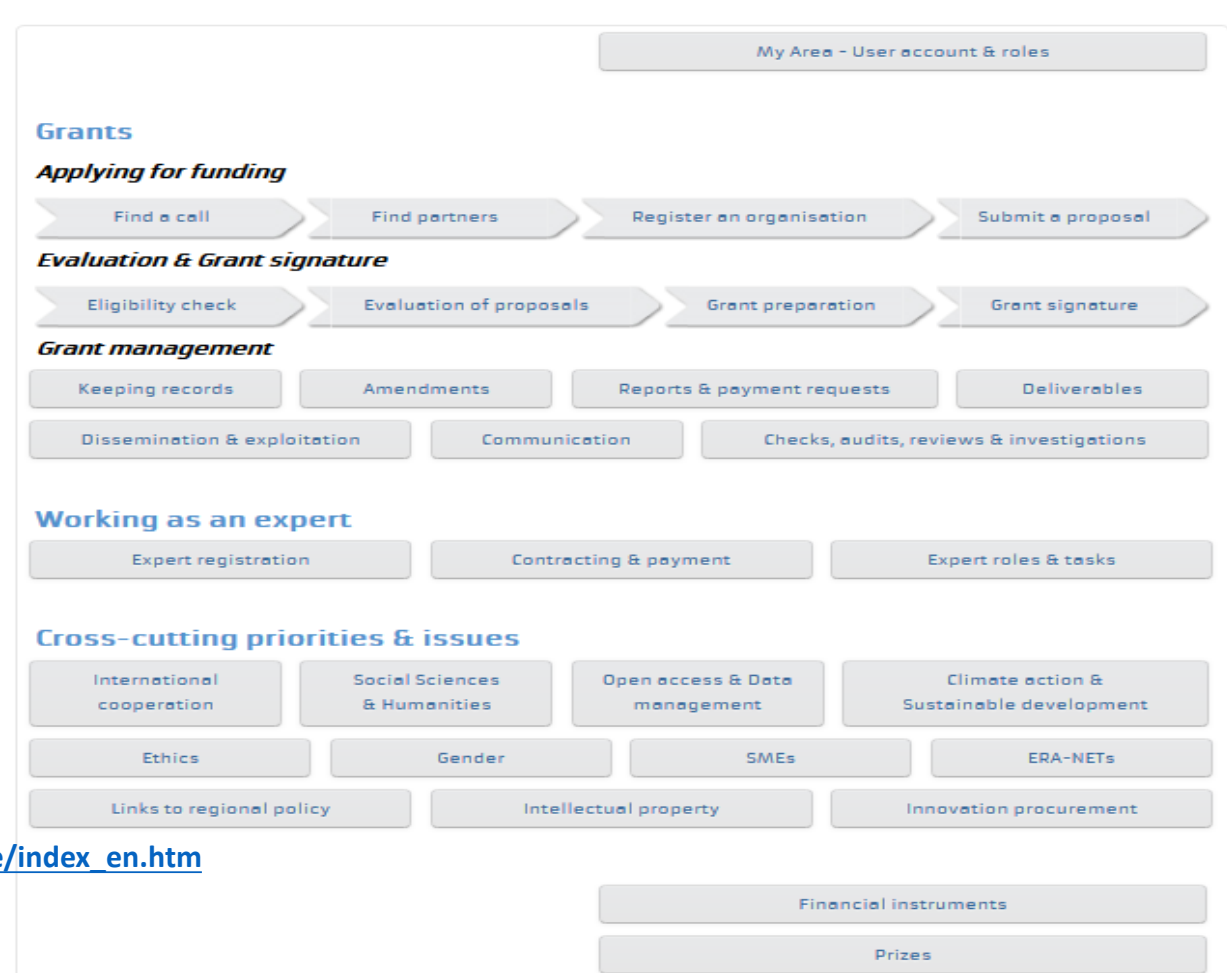 My Area - User account & roles
Grants
Applying for funding
Find a call Find partners Register an organisation Submit a proposal
Evaluation & Grant signature
Eligibility check Evaluation of proposals Grant preparation Grant signature
Grant management
Keeping records Amendments Reports & payment requests Deliverables
Dissemination & exploitation Communication Checks, audits, reviews & investigations
Working as an expert
Expert registration Contracting & payment Expert roles & tasks
Cross-cutting priorities & issues
International Social Sciences Open access & Data Climate action &
cooperation & Humanities management Sustainable development
Ethics Gender SMEs ERA-NETs
Links to regional policy Intellectual property Innovation procurement
e/index_en.htm
Financial instruments
Prizes